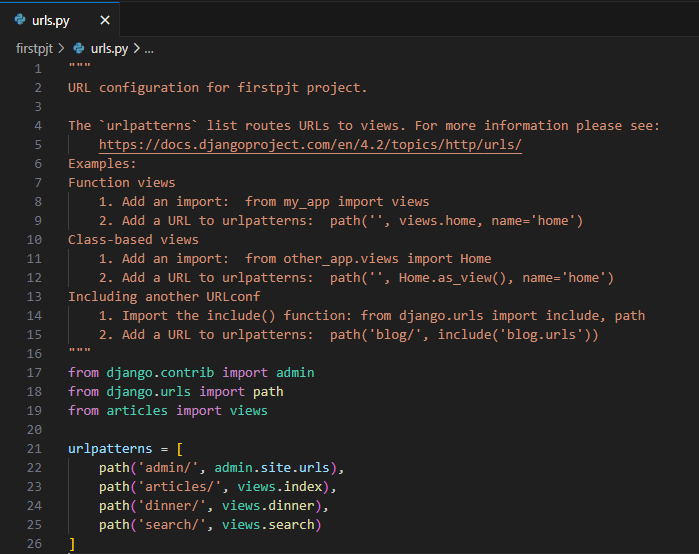 urls.py ×
firstpjt > urls.py > ...
1 """
2 URL configuration for firstpjt project.
3
4 The `urlpatterns` list routes URLs to views. For more information please see:
5     https://docs.djangoproject.com/en/4.2/topics/http/urls/
6 Examples:
7 Function views
8     1. Add an import:  from my_app import views
9     2. Add a URL to urlpatterns:  path('', views.home, name='home')
10 Class-based views
11     1. Add an import:  from other_app.views import Home
12     2. Add a URL to urlpatterns:  path('', Home.as_view(), name='home')
13 Including another URLconf
14     1. Import the include() function: from django.urls import include, path
15     2. Add a URL to urlpatterns:  path('blog/', include('blog.urls'))
16 """
17 from django.contrib import admin
18 from django.urls import path
19 from articles import views
20
21 urlpatterns = [
22     path('admin/', admin.site.urls),
23     path('articles/', views.index),
24     path('dinner/', views.dinner),
25     path('search/', views.search)
26 ]